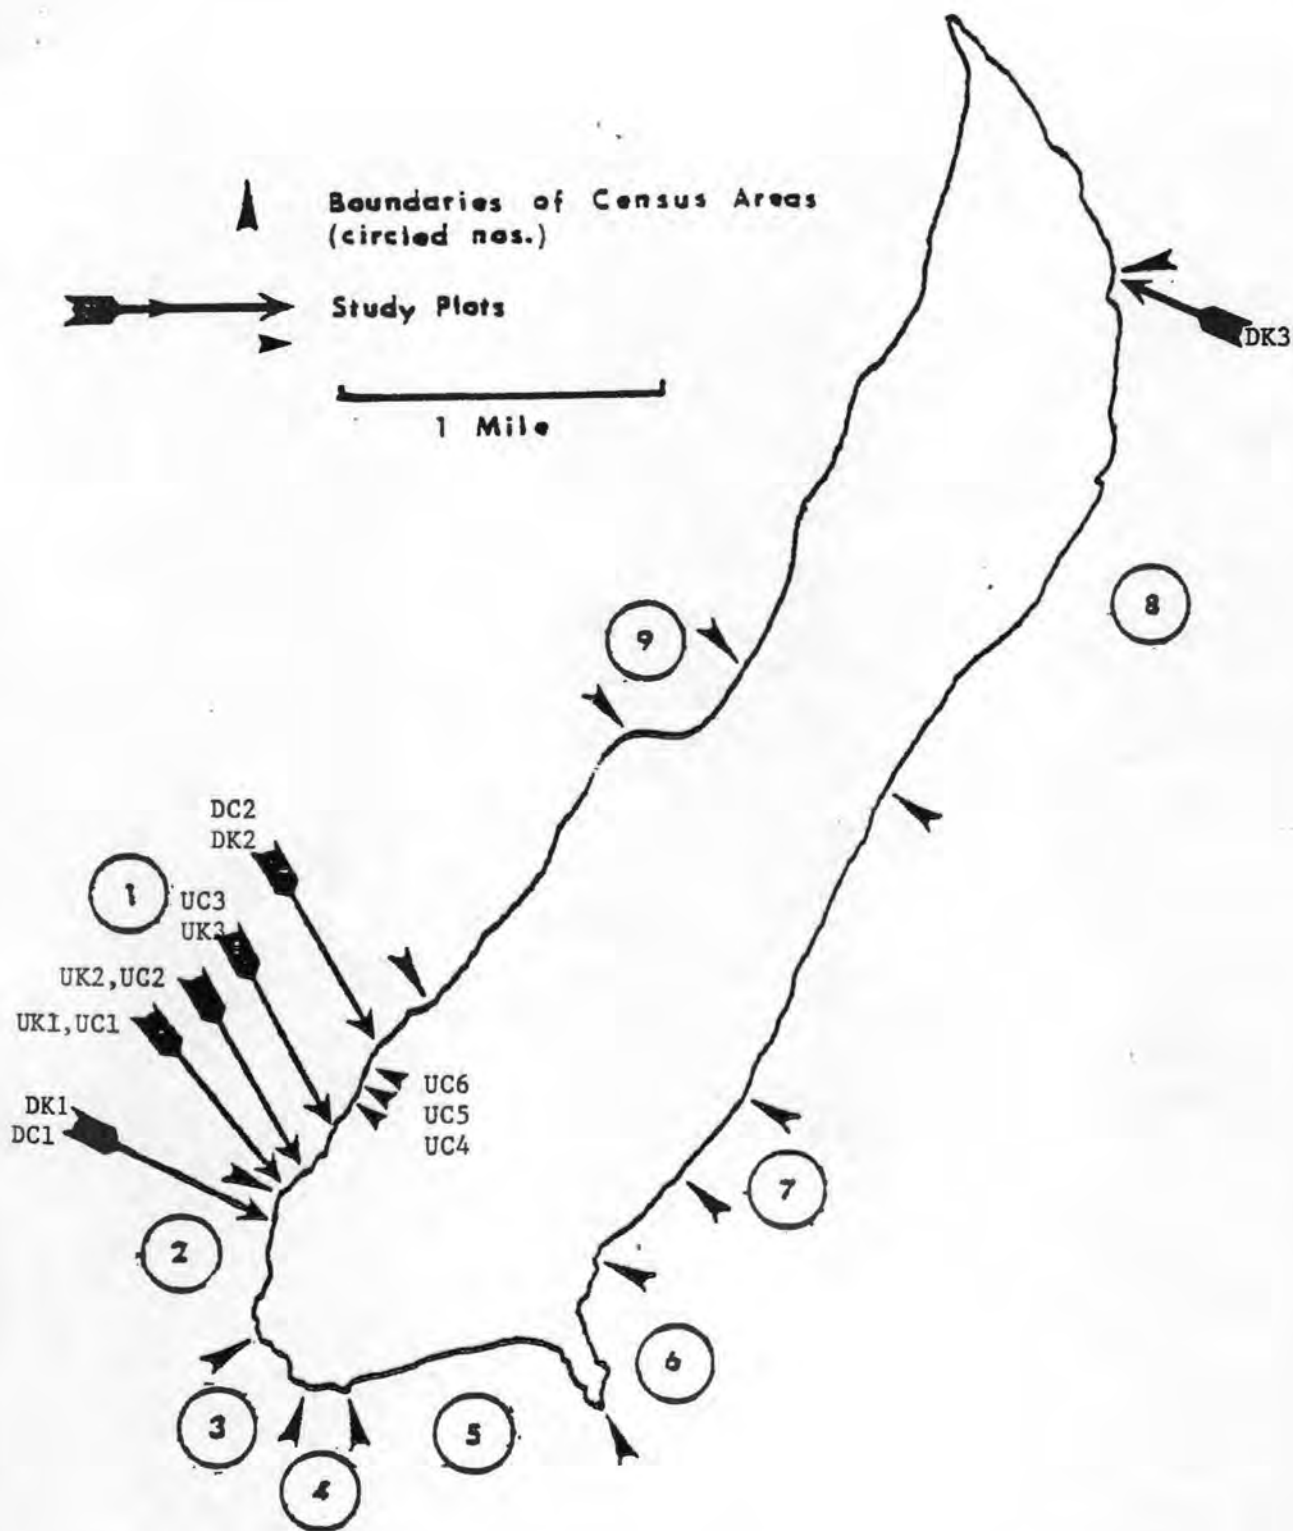 Boundaries of Census Areas
(circled nos.)
Study Plots
1 Mile
DK3
8
9
DC2
DK2
1
UC3
UK3
UK2,UC2
UK1,UC1
UC6
UC5
UC4
DK1
DC1
7
2
6
3
5
4